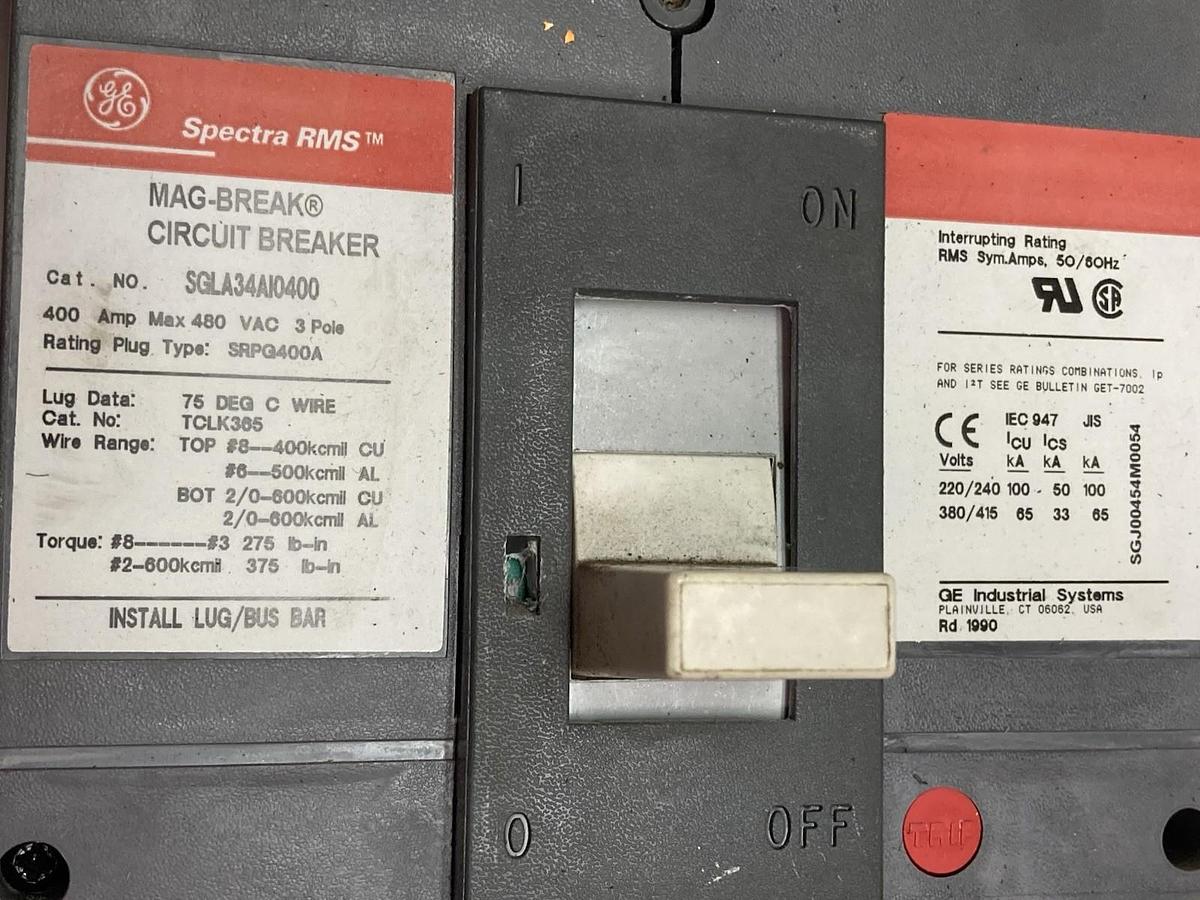 GE
Spectra RMS™
MAG-BREAK®
CIRCUIT BREAKER
Cat. NO. SGLA34AI0400
400 Amp Max 480 VAC 3 Pole
Rating Plug Type: SRPG400A
Lug Data: 75 DEG C WIRE
Cat. No: TCLK365
Wire Range: TOP #8--400kcmil CU
#6--500kcmil AL
BOT 2/0-600kcmil CU
2/0-600kcmil AL
Torque: #8------#3 275 lb-in
#2-600kcmil 375 lb-in
INSTALL LUG/BUS BAR
I ON
O OFF
Interrupting Rating
RMS Sym.Amps, 50/60Hz
RU SA
FOR SERIES RATINGS COMBINATIONS, Ip
AND I²T SEE GE BULLETIN GET-7002
CE IEC 947 JIS
ICU ICS
Volts kA kA kA
220/240 100 - 50 100
380/415 65 33 65
SGJ00454M0054
GE Industrial Systems
PLAINVILLE, CT 06062, USA
Rd 1990
TRIP